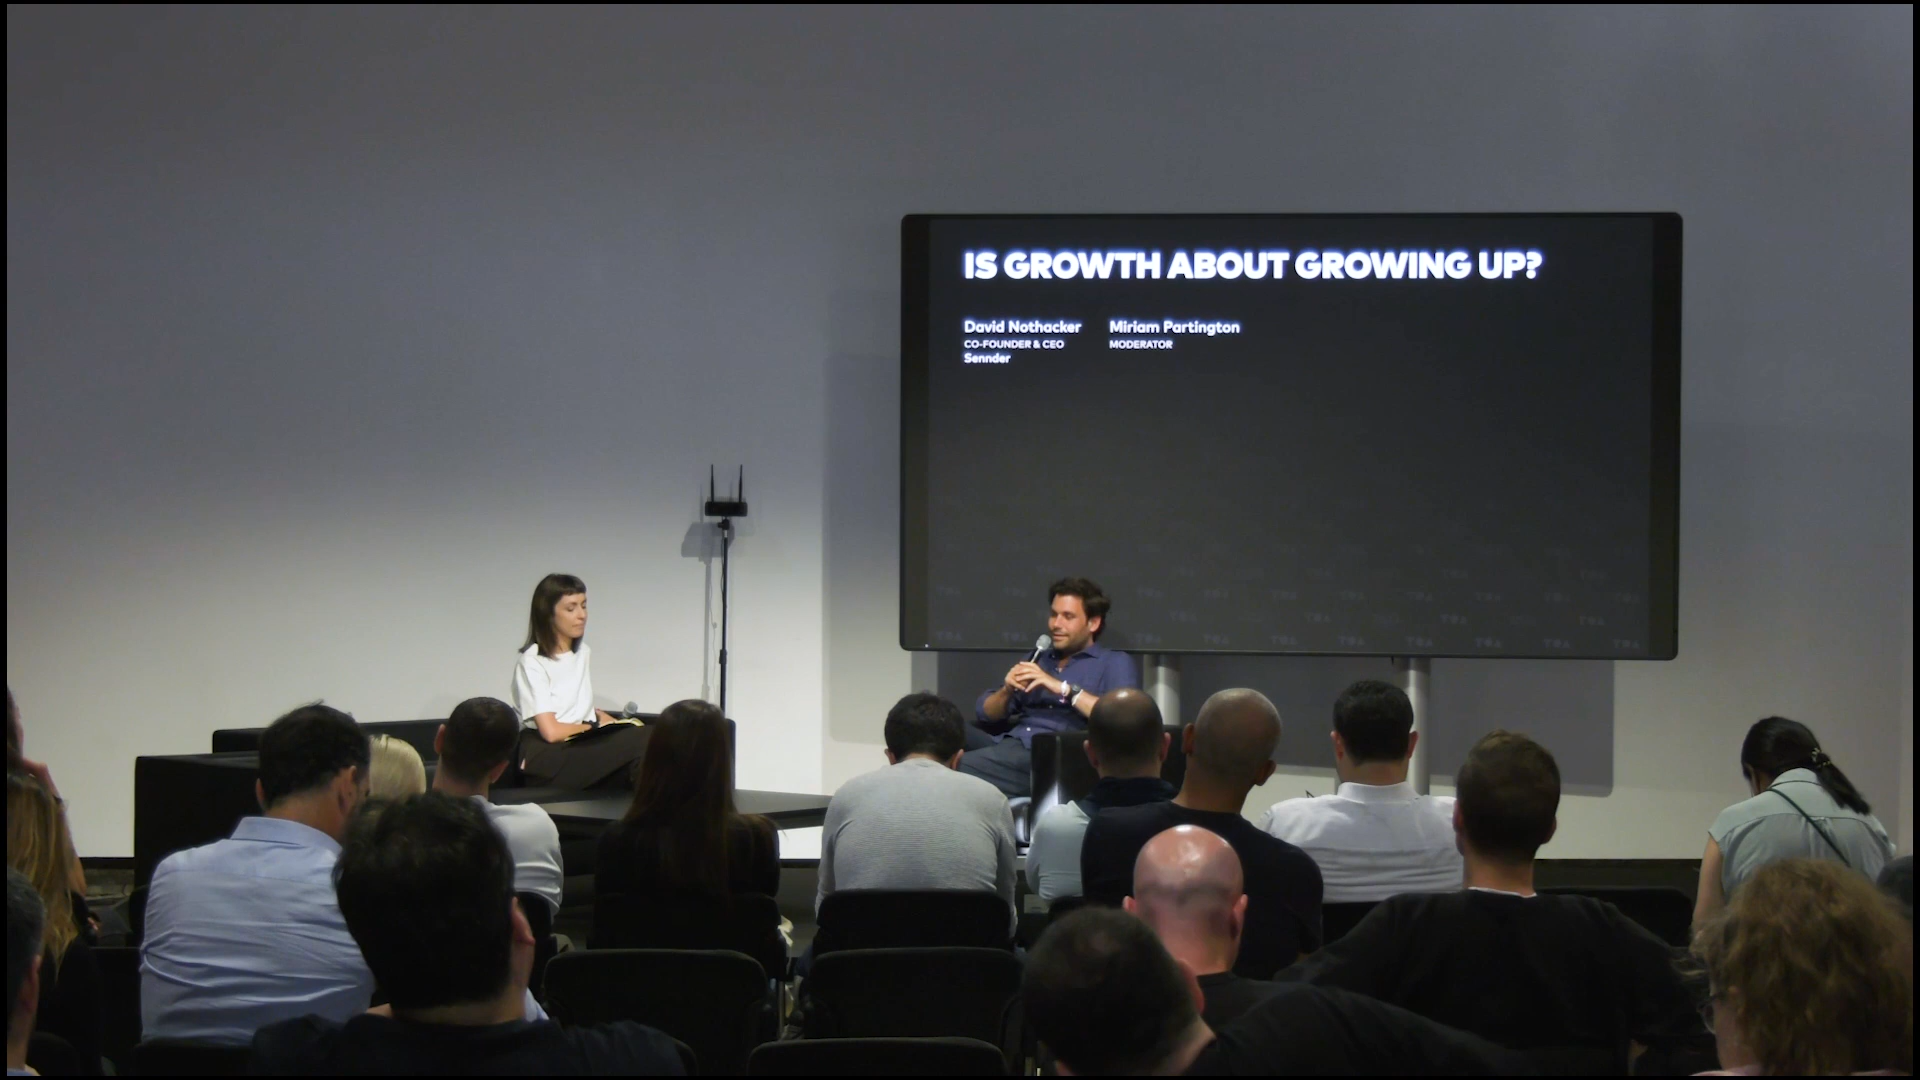 IS GROWTH ABOUT GROWING UP?
David Nothacker
CO-FOUNDER & CEO
Sennder
Miriam Partington
MODERATOR